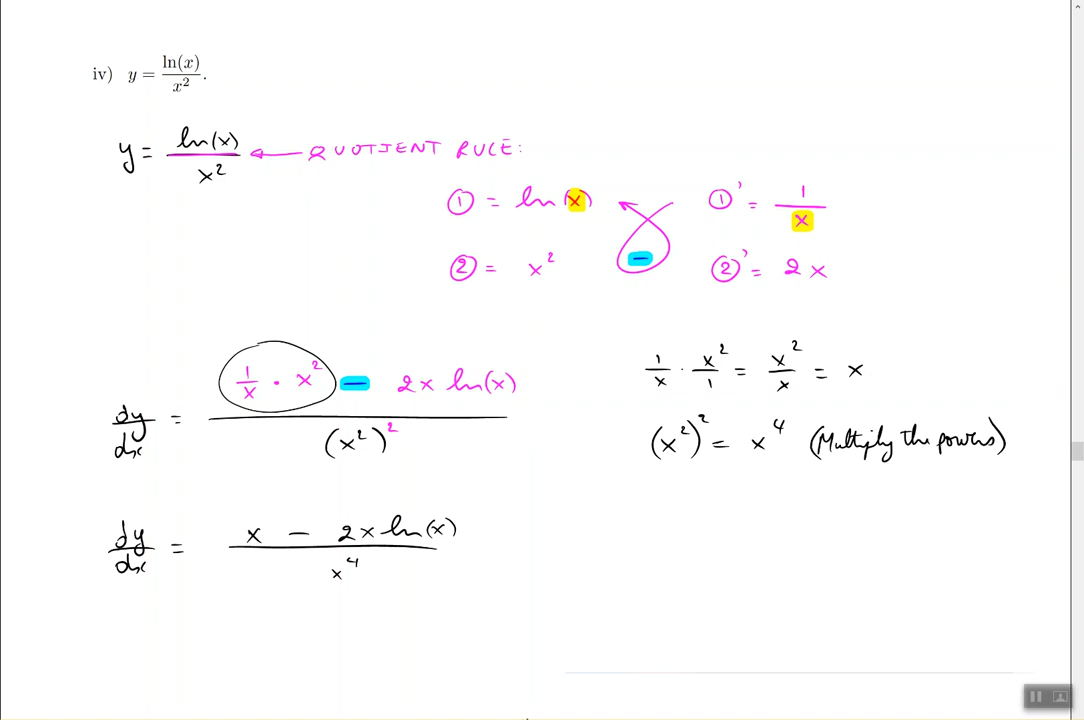 iv) y = ln(x)/x².
y = ln(x)/x² ← QUOTIENT RULE:
① = ln(x) ①' = 1/x
② = x² − ②' = 2x
dy/dx = (1/x · x² − 2x ln(x))/(x²)²
1/x · x²/1 = x²/x = x
(x²)² = x⁴ (Multiply the powers)
dy/dx = (x − 2x ln(x))/x⁴